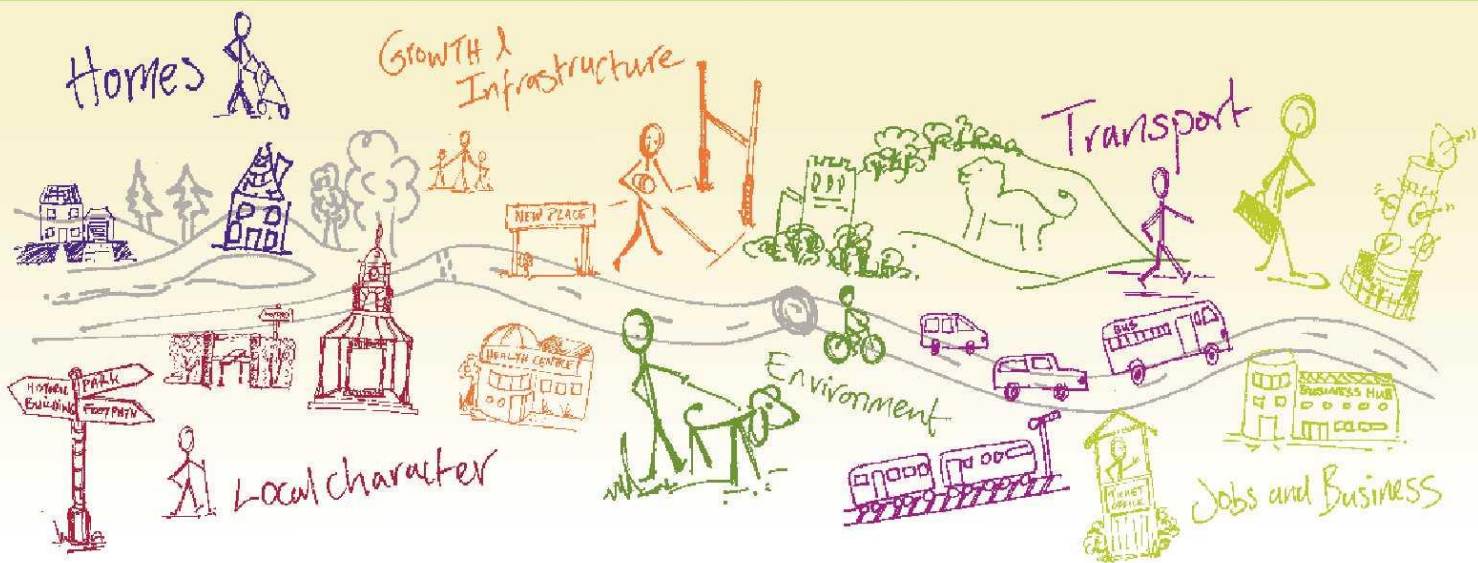 Homes
Growth &
Infrastructure
Transport
NEW PLACE
BUS
HEALTH CENTRE
Environment
PARK
HISTORIC
BUILDING
FOOTPATH
BUSINESS HUB
Local character
TICKET
OFFICE
Jobs and Business